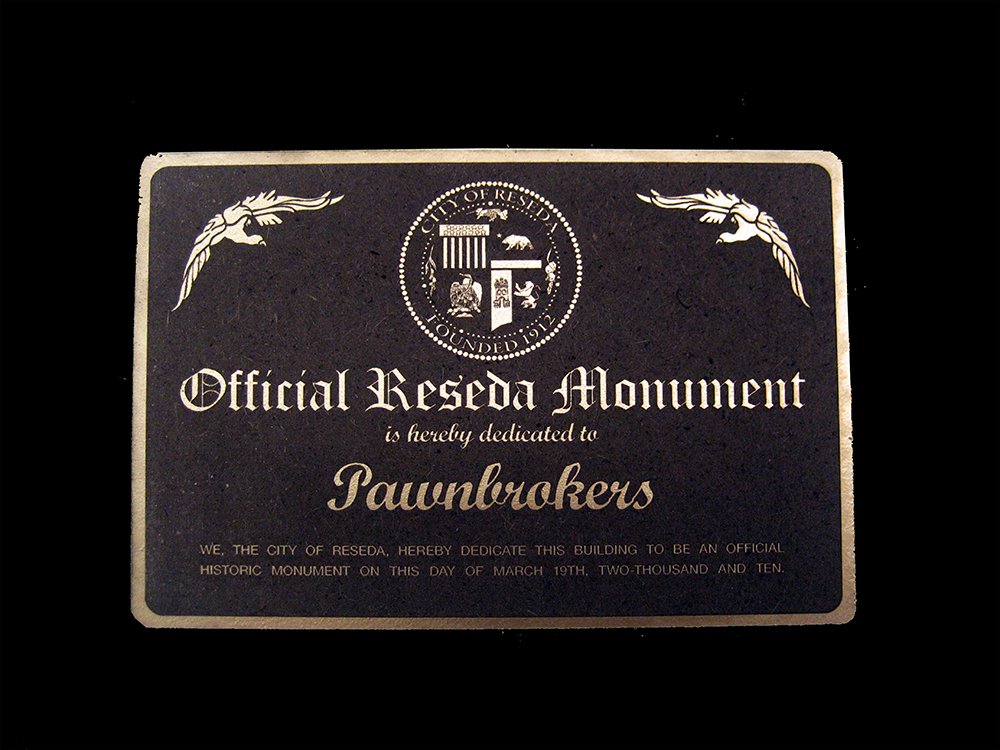 CITY OF RESEDA
FOUNDED 1912
Official Reseda Monument
is hereby dedicated to
Pawnbrokers
WE, THE CITY OF RESEDA, HEREBY DEDICATE THIS BUILDING TO BE AN OFFICIAL
HISTORIC MONUMENT ON THIS DAY OF MARCH 19TH, TWO-THOUSAND AND TEN.